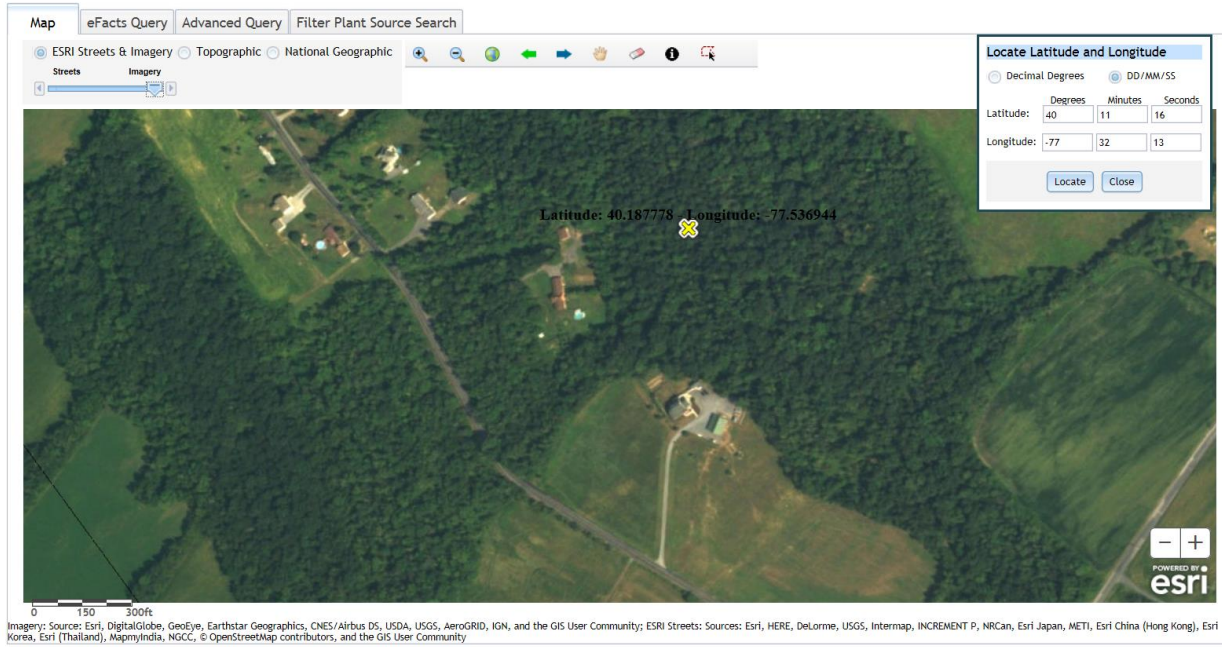 Map eFacts Query Advanced Query Filter Plant Source Search
ESRI Streets & Imagery Topographic National Geographic
Streets Imagery
Locate Latitude and Longitude
Decimal Degrees DD/MM/SS
Degrees Minutes Seconds
Latitude: 40 11 16
Longitude: -77 32 13
Locate Close
Latitude: 40.187778 - Longitude: -77.536944
POWERED BY
esri
0 150 300ft
Imagery: Source: Esri, DigitalGlobe, GeoEye, Earthstar Geographics, CNES/Airbus DS, USDA, USGS, AeroGRID, IGN, and the GIS User Community; ESRI Streets: Sources: Esri, HERE, DeLorme, USGS, Intermap, INCREMENT P, NRCan, Esri Japan, METI, Esri China (Hong Kong), Esri
Korea, Esri (Thailand), MapmyIndia, NGCC, © OpenStreetMap contributors, and the GIS User Community